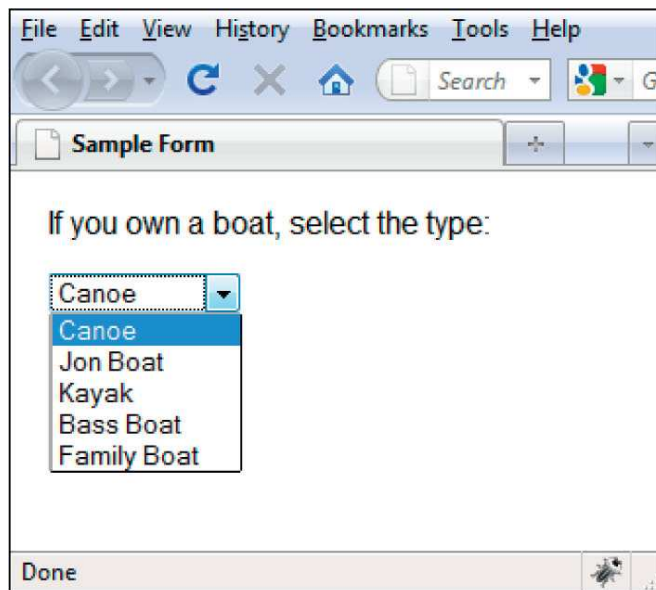 File Edit View History Bookmarks Tools Help
Search G
Sample Form
If you own a boat, select the type:
Canoe
Canoe
Jon Boat
Kayak
Bass Boat
Family Boat
Done